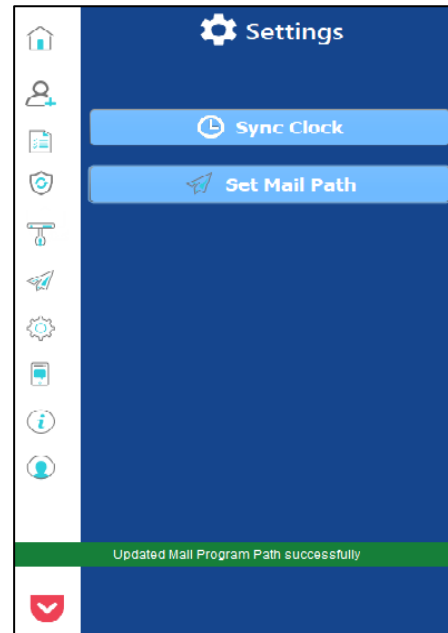 Settings
Sync Clock
Set Mail Path
Updated Mail Program Path successfully